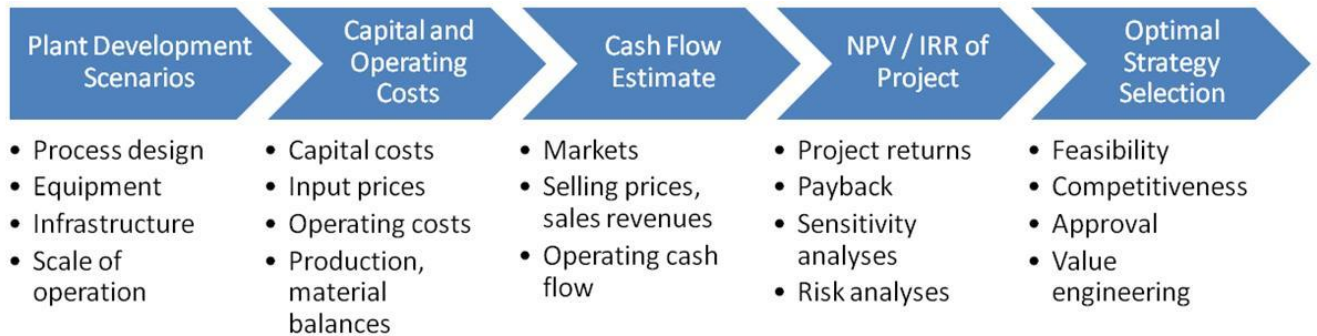 Plant Development
Scenarios
Capital and
Operating
Costs
Cash Flow
Estimate
NPV / IRR of
Project
Optimal
Strategy
Selection
• Process design
• Equipment
• Infrastructure
• Scale of
operation
• Capital costs
• Input prices
• Operating costs
• Production,
material
balances
• Markets
• Selling prices,
sales revenues
• Operating cash
flow
• Project returns
• Payback
• Sensitivity
analyses
• Risk analyses
• Feasibility
• Competitiveness
• Approval
• Value
engineering